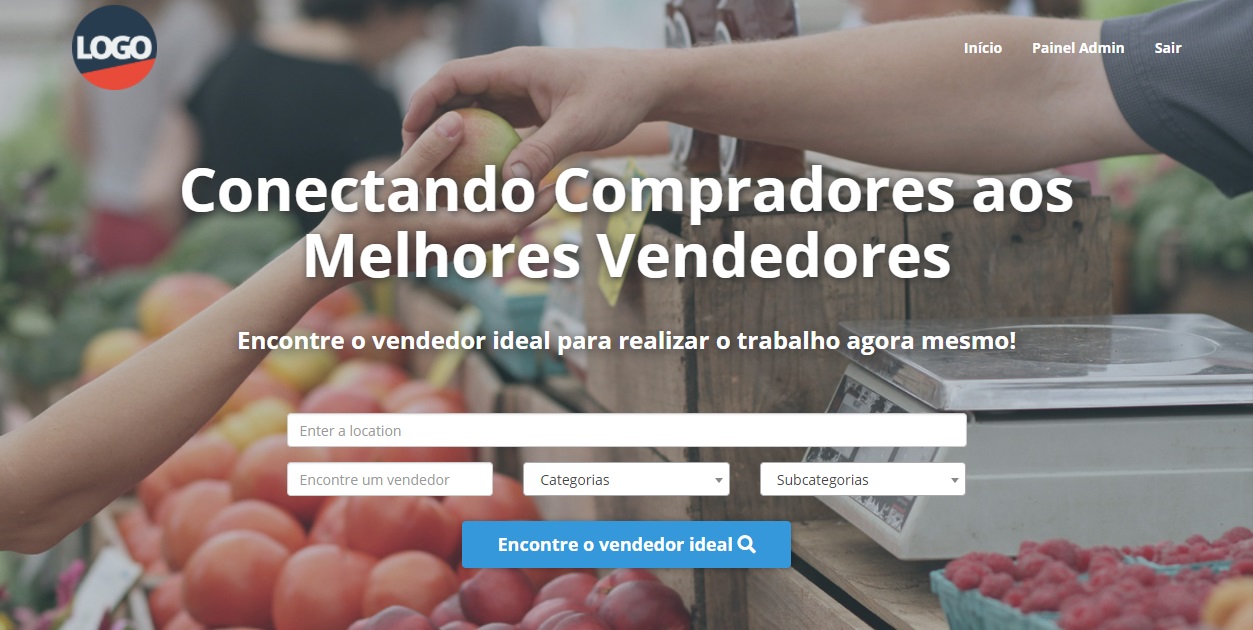 LOGO
Início Painel Admin Sair
Conectando Compradores aos
Melhores Vendedores
Encontre o vendedor ideal para realizar o trabalho agora mesmo!
Enter a location
Encontre um vendedor Categorias Subcategorias
Encontre o vendedor ideal